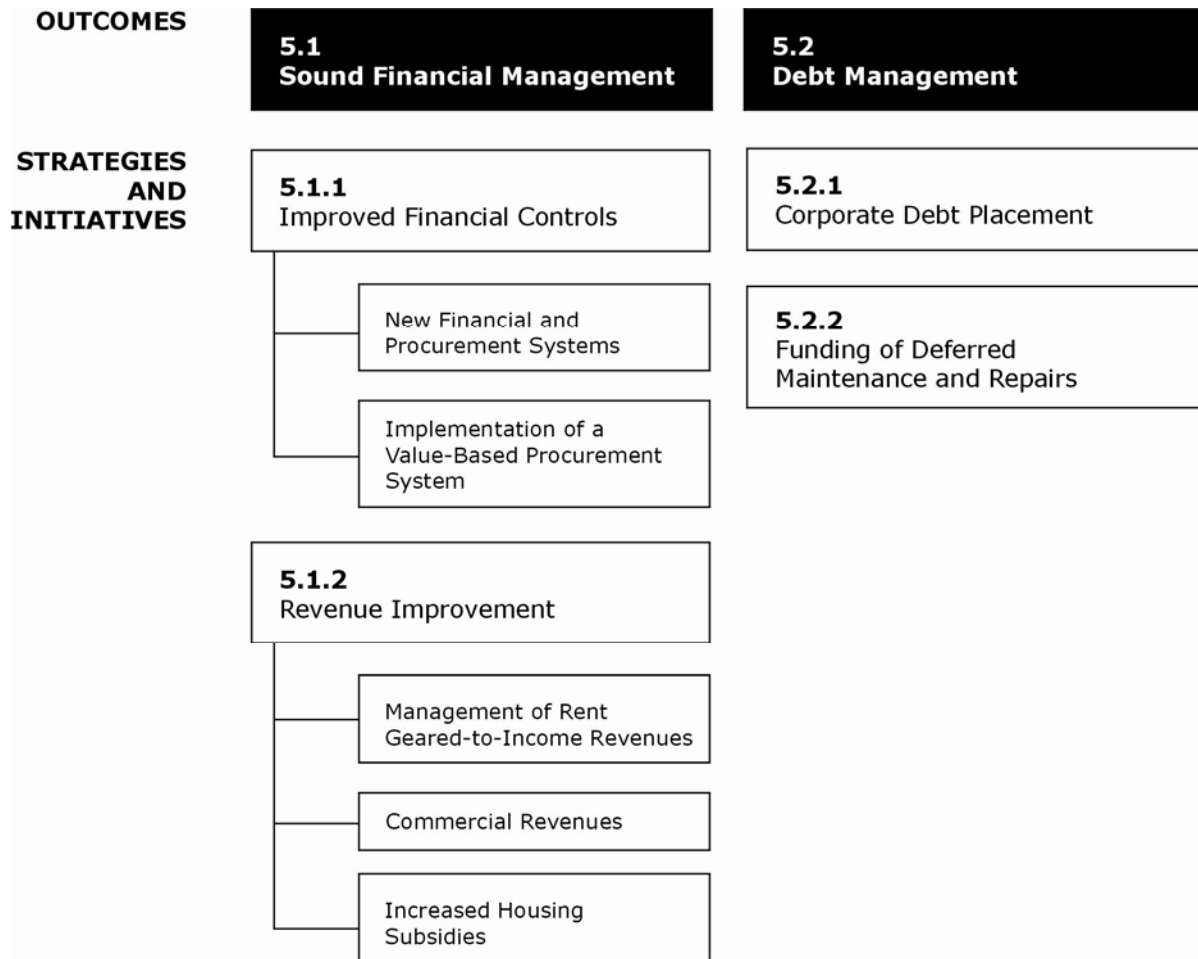 OUTCOMES
5.1
Sound Financial Management
5.2
Debt Management
STRATEGIES
AND
INITIATIVES
5.1.1
Improved Financial Controls
New Financial and
Procurement Systems
Implementation of a
Value-Based Procurement
System
5.1.2
Revenue Improvement
Management of Rent
Geared-to-Income Revenues
Commercial Revenues
Increased Housing
Subsidies
5.2.1
Corporate Debt Placement
5.2.2
Funding of Deferred
Maintenance and Repairs